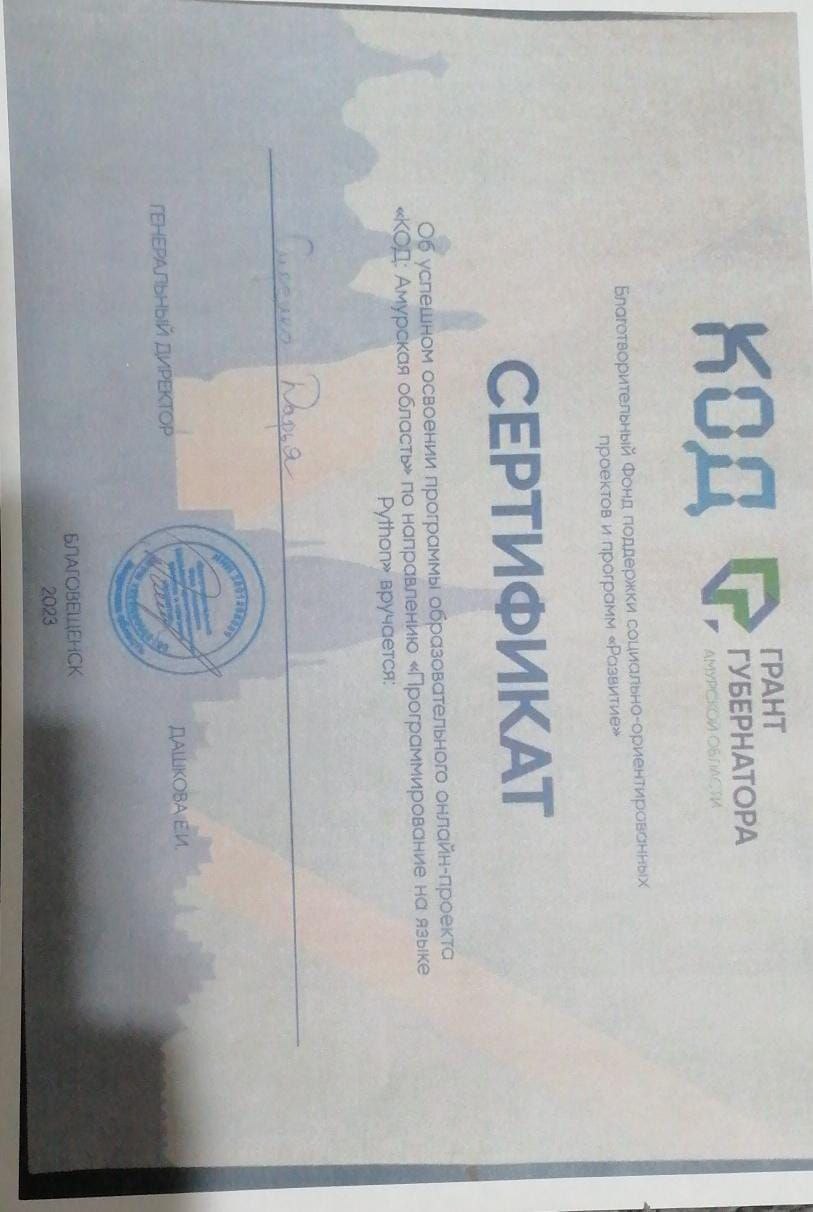 КОД
ГРАНТ
ГУБЕРНАТОРА
АМУРСКОЙ ОБЛАСТИ
Благотворительный Фонд поддержки социально-ориентированных
проектов и программ «Развитие»
СЕРТИФИКАТ
Об успешном освоении программы образовательного онлайн-проекта
«КОД: Амурская область» по направлению «Программирование на языке
Python» вручается:
Дарья
ГЕНЕРАЛЬНЫЙ ДИРЕКТОР
ДАШКОВА Е.И.
БЛАГОВЕЩЕНСК
2023